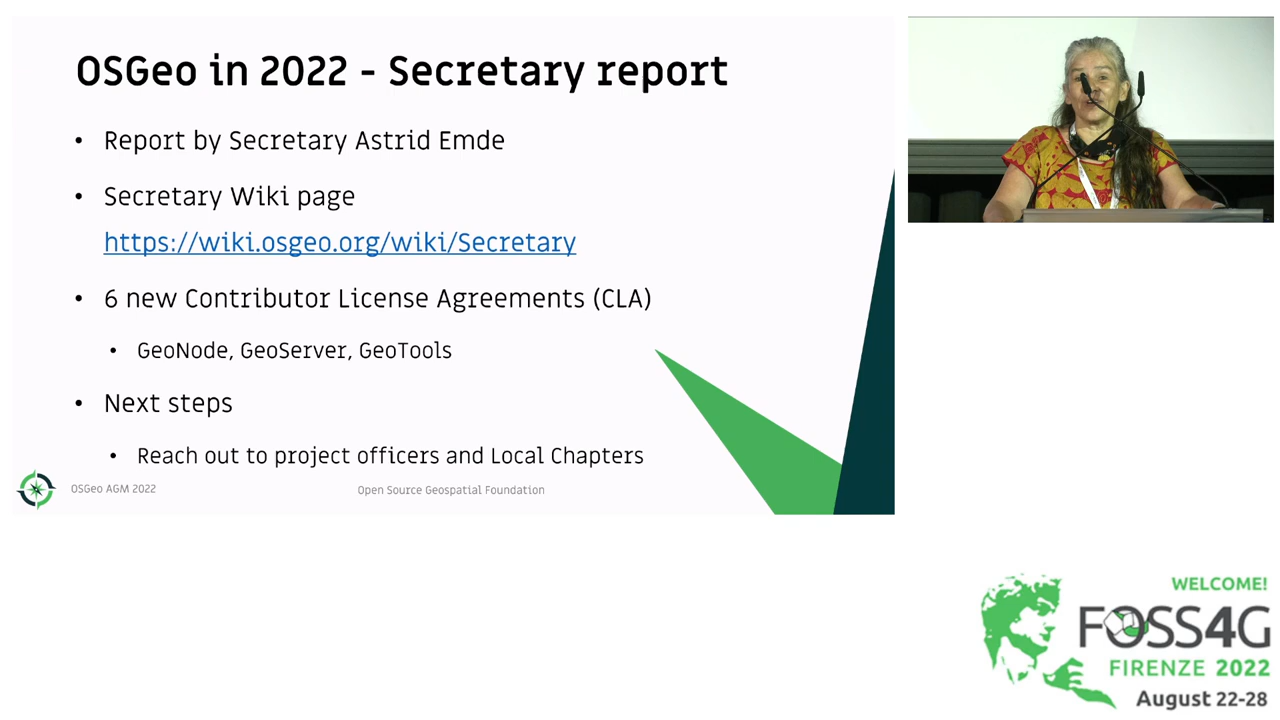 OSGeo in 2022 - Secretary report
• Report by Secretary Astrid Emde
• Secretary Wiki page
https://wiki.osgeo.org/wiki/Secretary
• 6 new Contributor License Agreements (CLA)
• GeoNode, GeoServer, GeoTools
• Next steps
• Reach out to project officers and Local Chapters
OSGeo AGM 2022
Open Source Geospatial Foundation
WELCOME!
FOSS4G
FIRENZE 2022
August 22-28